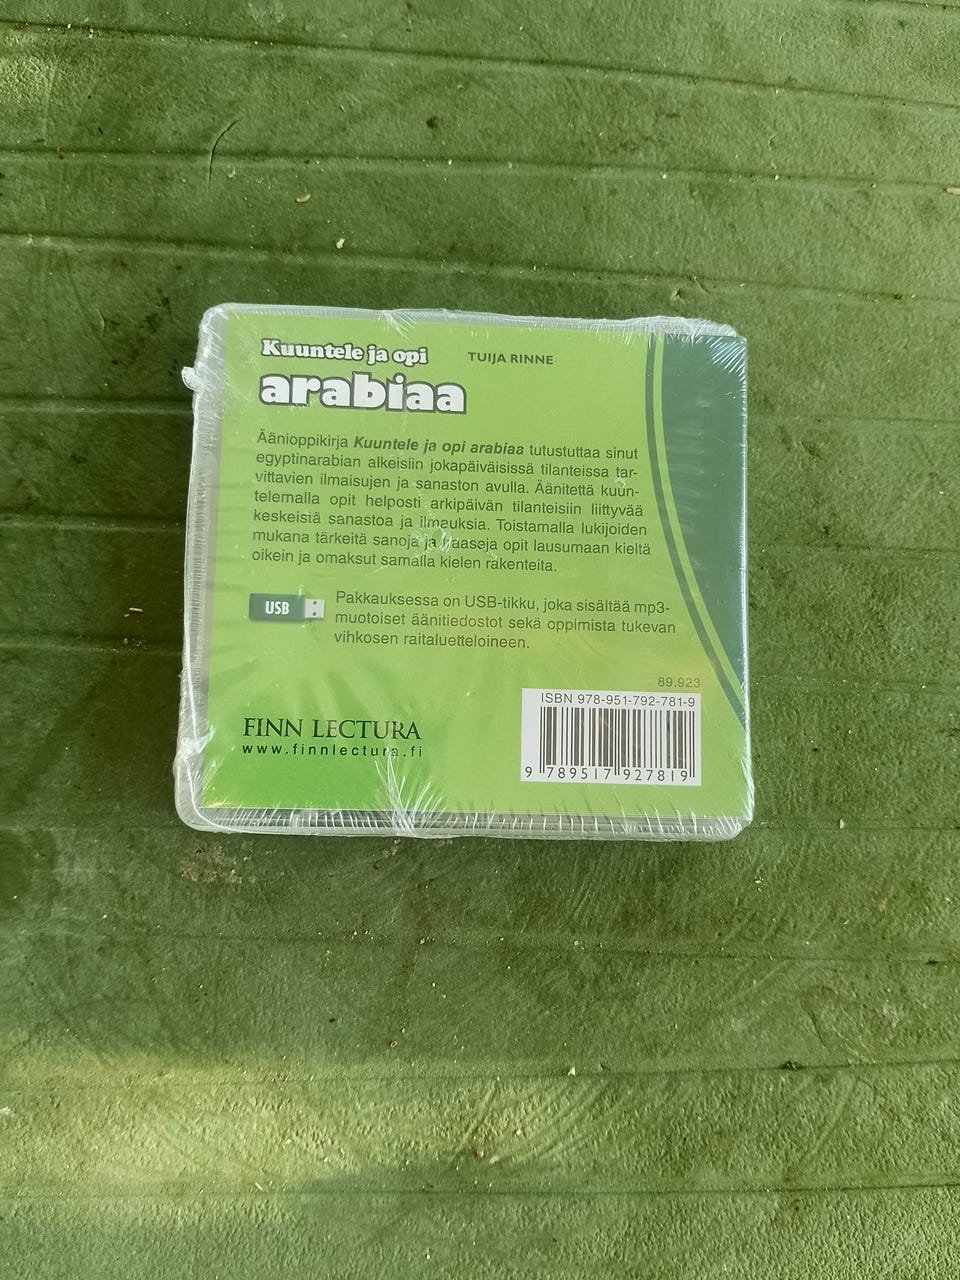 Kuuntele ja opi
TUIJA RINNE
arabiaa
Äänioppikirja Kuuntele ja opi arabiaa tutustuttaa sinut
egyptinarabian alkeisiin jokapäiväisissä tilanteissa tar-
vittavien ilmaisujen ja sanaston avulla. Äänitettä kuun-
telemalla opit helposti arkipäivän tilanteisiin liittyvää
keskeistä sanastoa ja ilmauksia. Toistamalla lukijoiden
mukana tärkeitä sanoja ja fraaseja opit lausumaan kieltä
oikein ja omaksut samalla kielen rakenteita.
USB
Pakkauksessa on USB-tikku, joka sisältää mp3-
muotoiset äänitiedostot sekä oppimista tukevan
vihkosen raitaluetteloineen.
89.923
ISBN 978-951-792-781-9
FINN LECTURA
www.finnlectura.fi
9 789517 927819